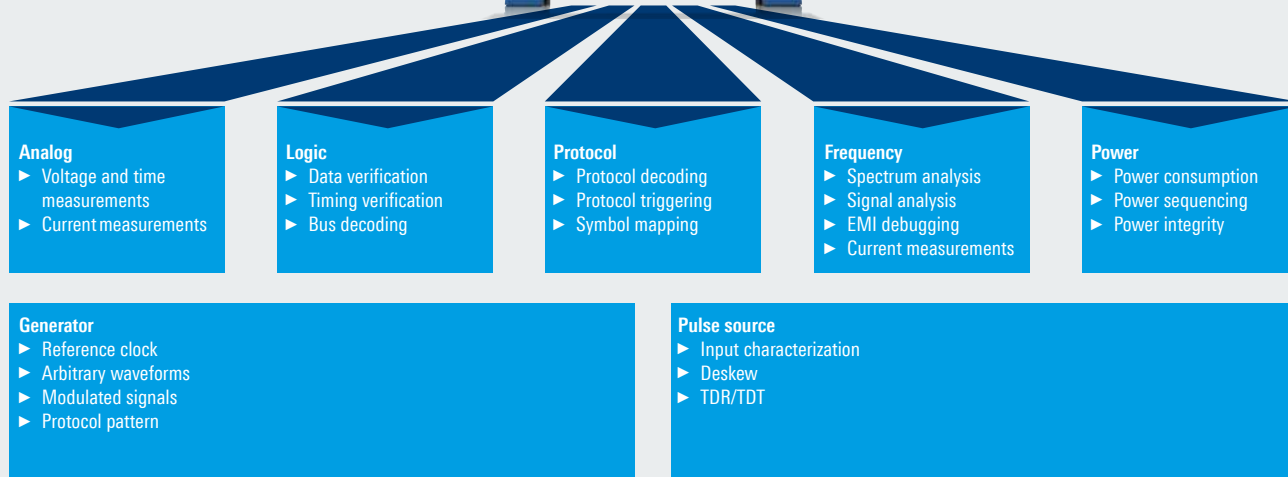 Analog
► Voltage and time
measurements
► Current measurements
Logic
► Data verification
► Timing verification
► Bus decoding
Protocol
► Protocol decoding
► Protocol triggering
► Symbol mapping
Frequency
► Spectrum analysis
► Signal analysis
► EMI debugging
► Current measurements
Power
► Power consumption
► Power sequencing
► Power integrity
Generator
► Reference clock
► Arbitrary waveforms
► Modulated signals
► Protocol pattern
Pulse source
► Input characterization
► Deskew
► TDR/TDT